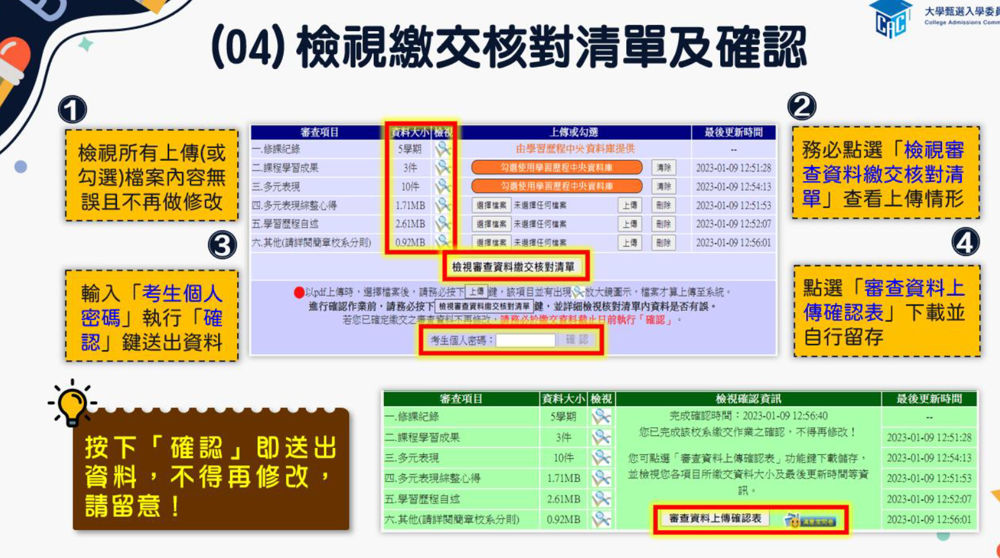 (04) 檢視繳交核對清單及確認
大學甄選入學委員
College Admissions Comm
1
檢視所有上傳(或
勾選)檔案內容無
誤且不再做修改
2
務必點選「檢視審
查資料繳交核對清
單」查看上傳情形
審查項目 資料大小 檢視 上傳或勾選 最後更新時間
一.修課紀錄 5學期 由學習歷程中央資料庫提供 --
二.課程學習成果 3件 勾選使用學習歷程中央資料庫 清除 2023-01-09 12:51:28
三.多元表現 10件 勾選使用學習歷程中央資料庫 清除 2023-01-09 12:54:13
四.多元表現綜整心得 1.71MB 選擇檔案 未選擇任何檔案 上傳 刪除 2023-01-09 12:51:53
五.學習歷程自述 2.61MB 選擇檔案 未選擇任何檔案 上傳 刪除 2023-01-09 12:52:07
六.其他(請詳閱簡章校系分則) 0.92MB 選擇檔案 未選擇任何檔案 上傳 刪除 2023-01-09 12:56:01
檢視審查資料繳交核對清單
以pdf上傳時，選擇檔案後，請務必按下 上傳 鍵，該項目並有出現放大鏡圖示，檔案才算上傳至系統。
進行確認作業前，請務必按下 檢視審查資料繳交核對清單 鍵，並詳細檢視核對清單內資料是否有誤。
若您已確定繳交之審查資料不再修改，請務必於繳交資料截止日前執行「確認」。
考生個人密碼： 確認
3
輸入「考生個人
密碼」執行「確
認」鍵送出資料
4
點選「審查資料上
傳確認表」下載並
自行留存
按下「確認」即送出
資料，不得再修改，
請留意！
審查項目 資料大小 檢視 檢視確認資訊 最後更新時間
一.修課紀錄 5學期 完成確認時間：2023-01-09 12:56:40 --
二.課程學習成果 3件 您已完成該校系繳交作業之確認，不得再修改！ 2023-01-09 12:51:28
三.多元表現 10件 您可點選「審查資料上傳確認表」功能鍵下載儲存， 2023-01-09 12:54:13
四.多元表現綜整心得 1.71MB 並檢視您各項目所繳交資料大小及最後更新時間等資 2023-01-09 12:51:53
訊。
五.學習歷程自述 2.61MB 2023-01-09 12:52:07
六.其他(請詳閱簡章校系分則) 0.92MB 審查資料上傳確認表 滿意度問卷 2023-01-09 12:56:01